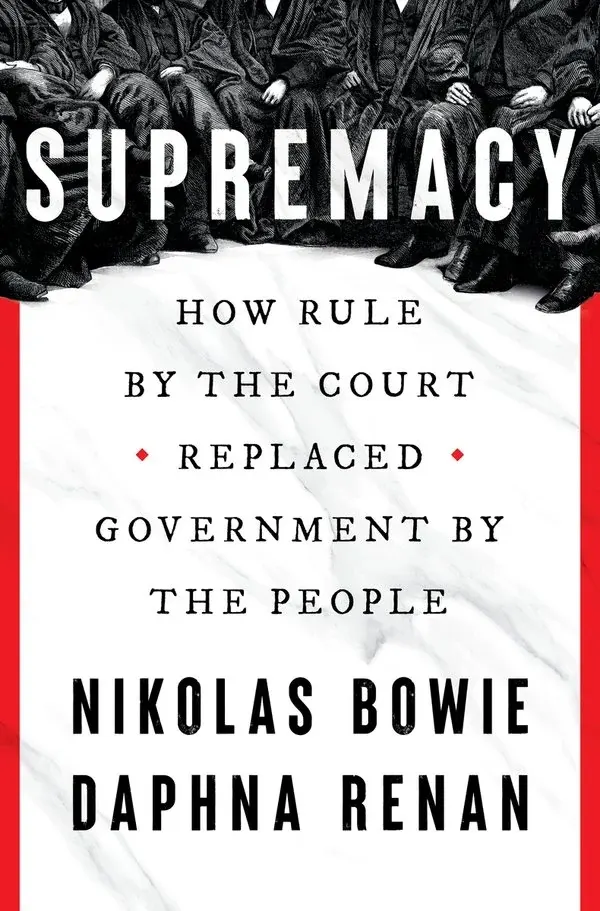 SUPREMACY
HOW RULE
BY THE COURT
REPLACED
GOVERNMENT BY
THE PEOPLE
NIKOLAS BOWIE
DAPHNA RENAN